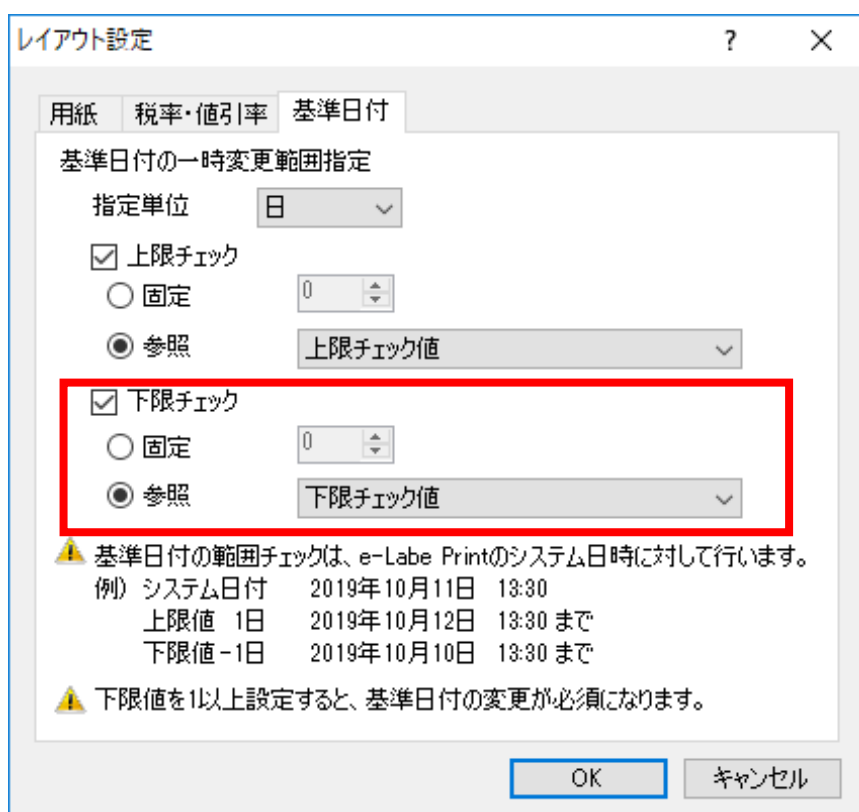 レイアウト設定 ?
用紙 税率・値引率 基準日付
基準日付の一時変更範囲指定
指定単位 日
上限チェック
固定 0
参照 上限チェック値
下限チェック
固定 0
参照 下限チェック値
基準日付の範囲チェックは、e-Labe Printのシステム日時に対して行います。
例) システム日付 2019年10月11日 13:30
上限値 1日 2019年10月12日 13:30 まで
下限値-1日 2019年10月10日 13:30 まで
下限値を1以上設定すると、基準日付の変更が必須になります。
OK キャンセル